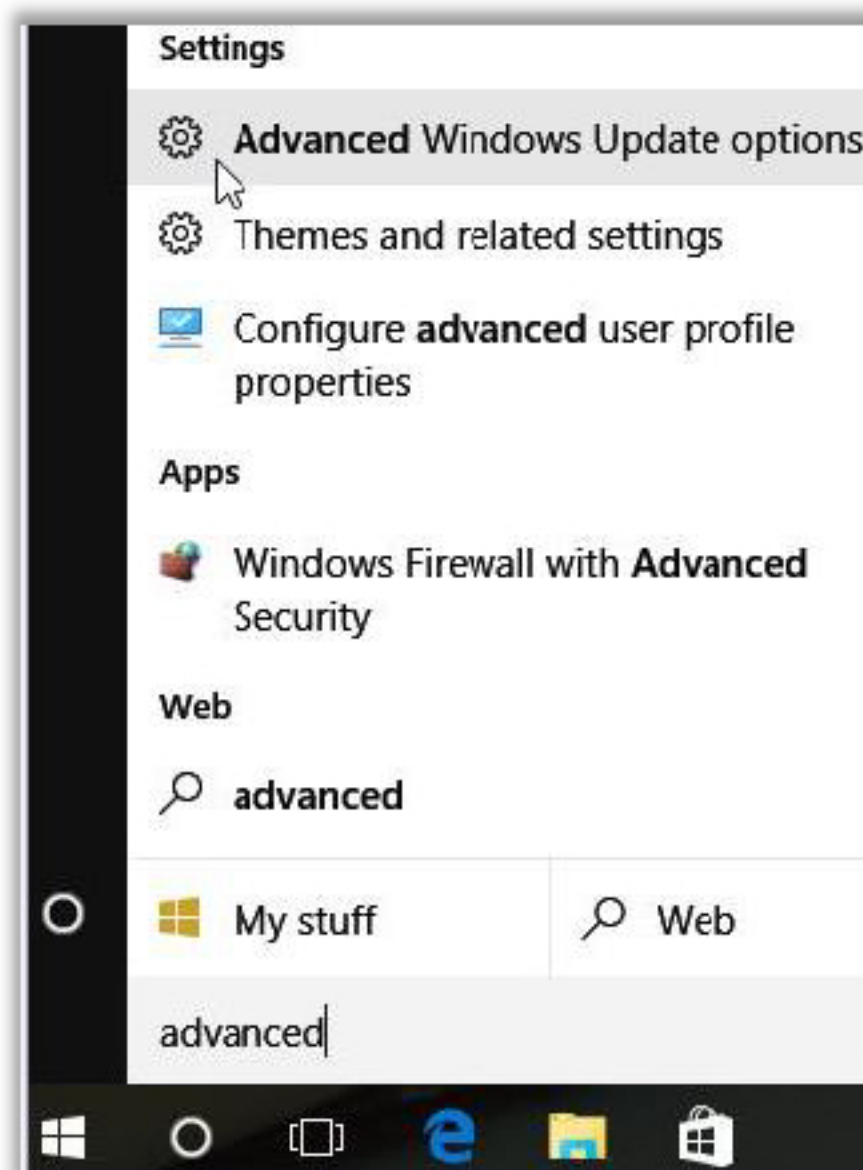 Settings
Advanced Windows Update options
Themes and related settings
Configure advanced user profile
properties
Apps
Windows Firewall with Advanced
Security
Web
advanced
My stuff
Web
advanced